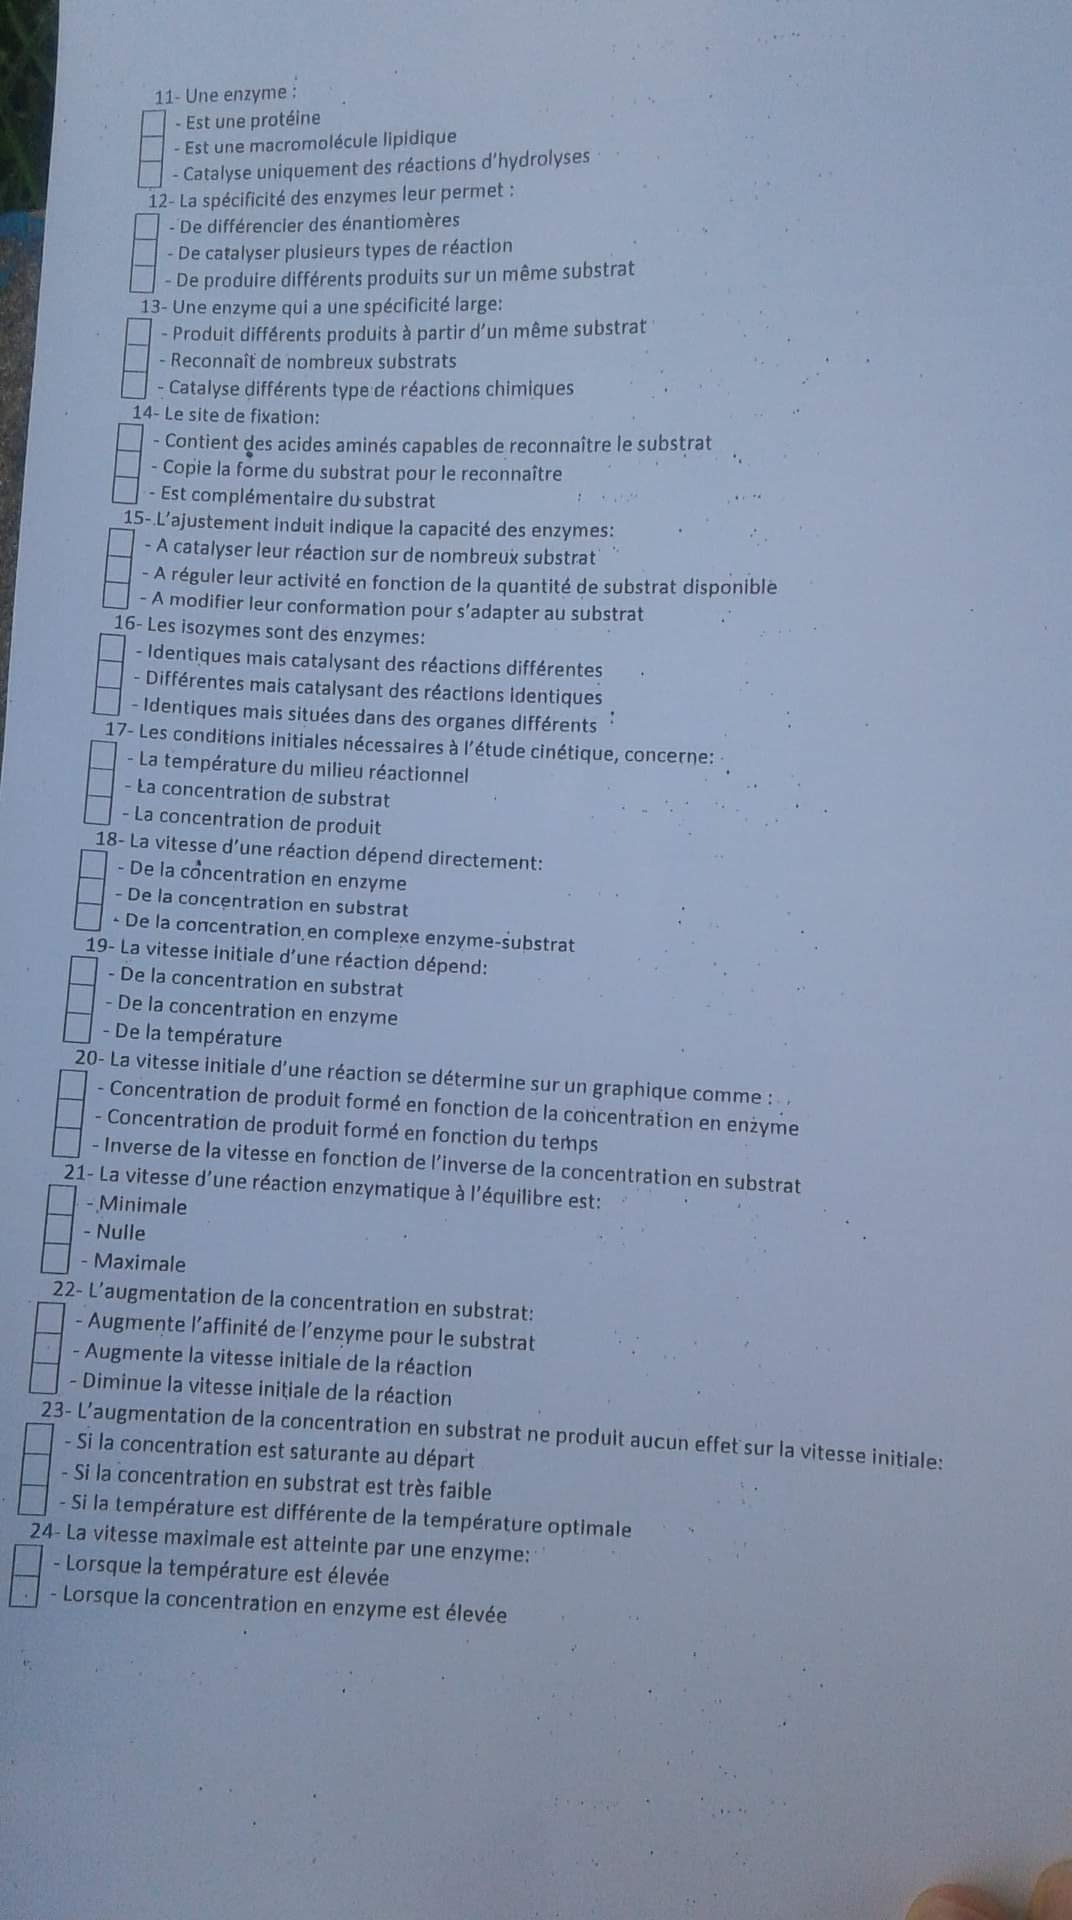 11- Une enzyme :
- Est une protéine
- Est une macromolécule lipidique
- Catalyse uniquement des réactions d'hydrolyses
12- La spécificité des enzymes leur permet :
- De différencier des énantiomères
- De catalyser plusieurs types de réaction
- De produire différents produits sur un même substrat
13- Une enzyme qui a une spécificité large:
- Produit différents produits à partir d'un même substrat
- Reconnaît de nombreux substrats
- Catalyse différents type de réactions chimiques
14- Le site de fixation:
- Contient des acides aminés capables de reconnaître le substrat
- Copie la forme du substrat pour le reconnaître
- Est complémentaire du substrat
15- L'ajustement induit indique la capacité des enzymes:
- A catalyser leur réaction sur de nombreux substrat
- A réguler leur activité en fonction de la quantité de substrat disponible
- A modifier leur conformation pour s'adapter au substrat
16- Les isozymes sont des enzymes:
- Identiques mais catalysant des réactions différentes
- Différentes mais catalysant des réactions identiques
- Identiques mais situées dans des organes différents
17- Les conditions initiales nécessaires à l'étude cinétique, concerne:
- La température du milieu réactionnel
- La concentration de substrat
- La concentration de produit
18- La vitesse d'une réaction dépend directement:
- De la concentration en enzyme
- De la concentration en substrat
- De la concentration en complexe enzyme-substrat
19- La vitesse initiale d'une réaction dépend:
- De la concentration en substrat
- De la concentration en enzyme
- De la température
20- La vitesse initiale d'une réaction se détermine sur un graphique comme :
- Concentration de produit formé en fonction de la concentration en enzyme
- Concentration de produit formé en fonction du temps
- Inverse de la vitesse en fonction de l'inverse de la concentration en substrat
21- La vitesse d'une réaction enzymatique à l'équilibre est:
- Minimale
- Nulle
- Maximale
22- L'augmentation de la concentration en substrat:
- Augmente l'affinité de l'enzyme pour le substrat
- Augmente la vitesse initiale de la réaction
- Diminue la vitesse initiale de la réaction
23- L'augmentation de la concentration en substrat ne produit aucun effet sur la vitesse initiale:
- Si la concentration est saturante au départ
- Si la concentration en substrat est très faible
- Si la température est différente de la température optimale
24- La vitesse maximale est atteinte par une enzyme:
- Lorsque la température est élevée
- Lorsque la concentration en enzyme est élevée